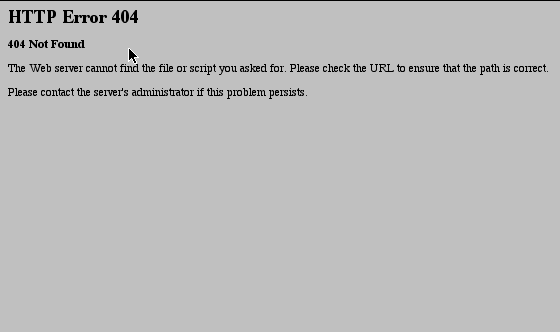 HTTP Error 404
404 Not Found
The Web server cannot find the file or script you asked for. Please check the URL to ensure that the path is correct.
Please contact the server's administrator if this problem persists.